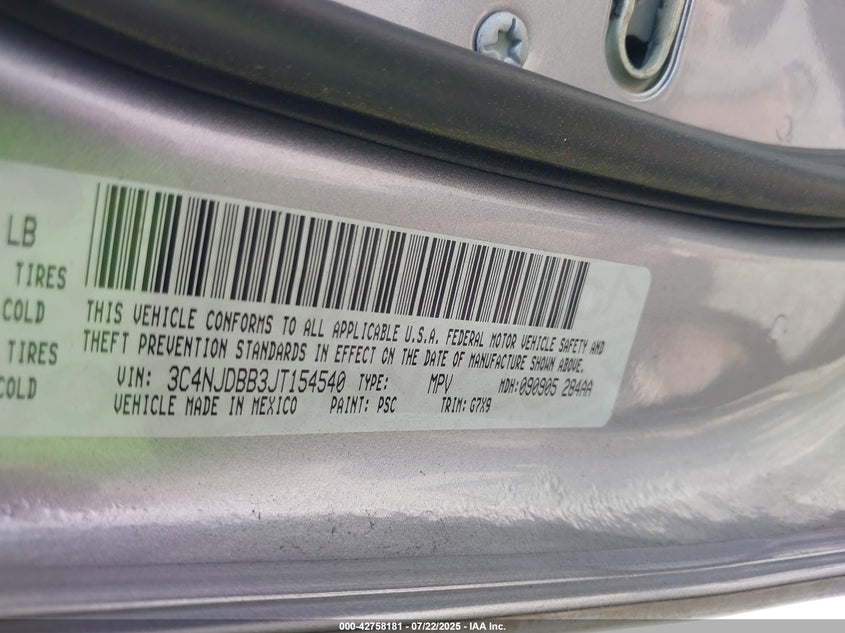 LB
TIRES
COLD
TIRES
COLD
THIS VEHICLE CONFORMS TO ALL APPLICABLE U.S.A. FEDERAL MOTOR VEHICLE SAFETY AND
THEFT PREVENTION STANDARDS IN EFFECT ON THE DATE OF MANUFACTURE SHOWN ABOVE.
VIN: 3C4NJDBB3JT154540 TYPE: MPV MDH:090905 284AA
VEHICLE MADE IN MEXICO PAINT: PSC TRIM: G7X9
000-42758181 - 07/22/2025 - IAA Inc.